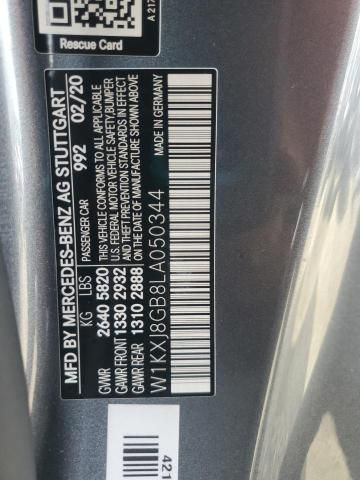 Rescue Card
A 217
MFD. BY MERCEDES-BENZ AG STUTTGART
PASSENGER CAR 992 02/20
KG LBS
GVWR 2640 5820
GAWR FRONT 1330 2932
GAWR REAR 1310 2888
THIS VEHICLE CONFORMS TO ALL APPLICABLE
U.S. FEDERAL MOTOR VEHICLE SAFETY, BUMPER
AND THEFT PREVENTION STANDARDS IN EFFECT
ON THE DATE OF MANUFACTURE SHOWN ABOVE.
MADE IN GERMANY
W1KXJ8GB8LA050344
421